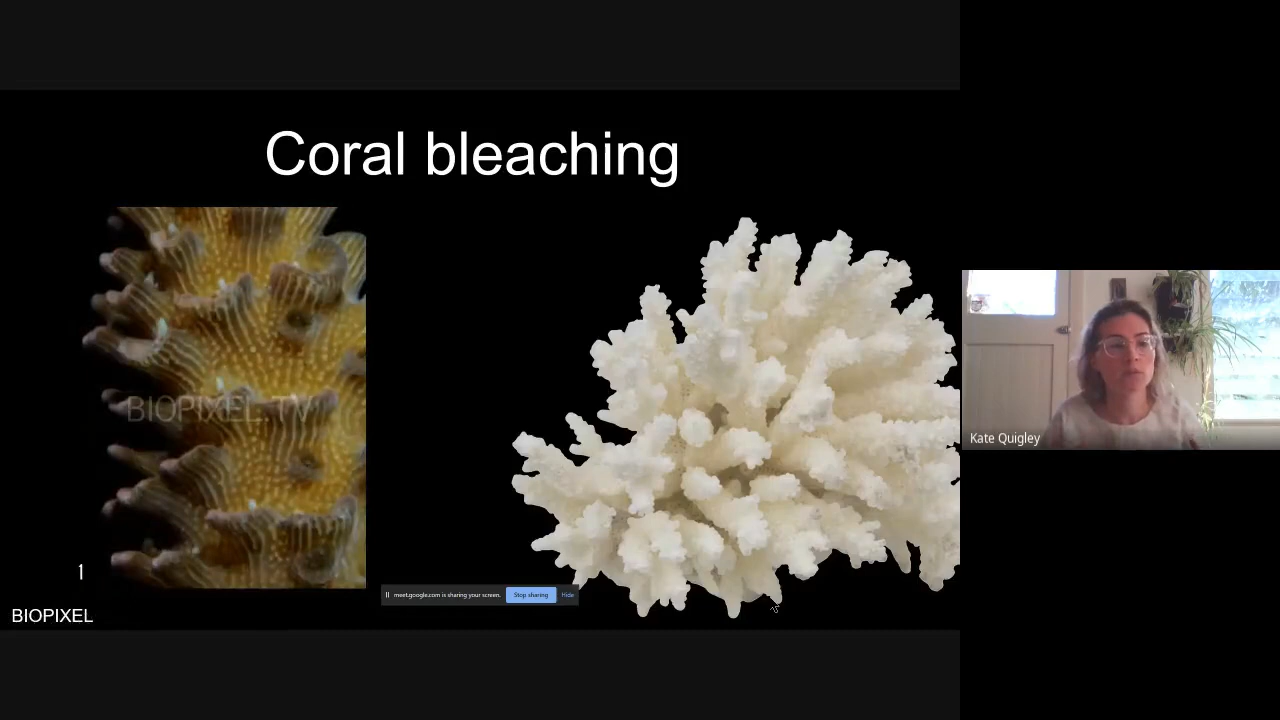 Coral bleaching
BIOPIXEL.TV
1
BIOPIXEL
meet.google.com is sharing your screen.
Stop sharing
Hide
Kate Quigley